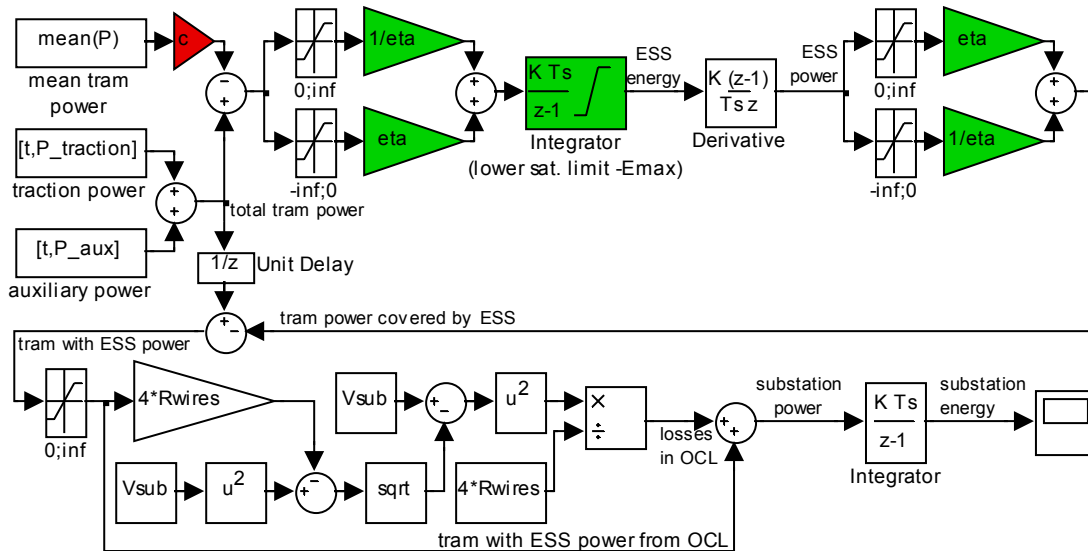 mean(P)
mean tram
power
c
−
+
0;inf
1/eta
-inf;0
eta
+
+
K Ts
z-1
Integrator
(lower sat. limit -Emax)
ESS
energy
K (z-1)
Ts z
Derivative
ESS
power
0;inf
eta
-inf;0
1/eta
+
+
[t,P_traction]
traction power
[t,P_aux]
auxiliary power
+
+
total tram power
1/z
Unit Delay
+
−
tram power covered by ESS
tram with ESS power
0;inf
4*Rwires
Vsub
u2
+
−
sqrt
Vsub
+
−
u2
4*Rwires
×
÷
losses
in OCL
+
+
substation
power
K Ts
z-1
Integrator
substation
energy
tram with ESS power from OCL